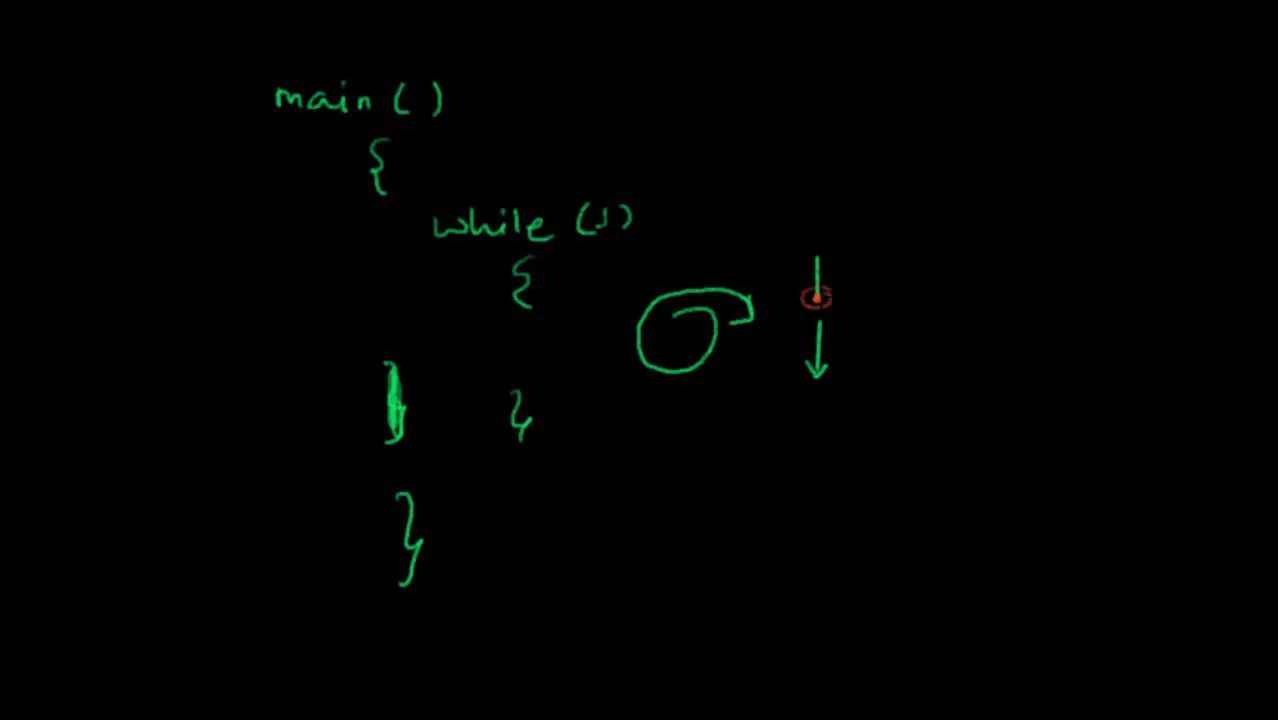 main ( )
{
while (1)
{
}
}